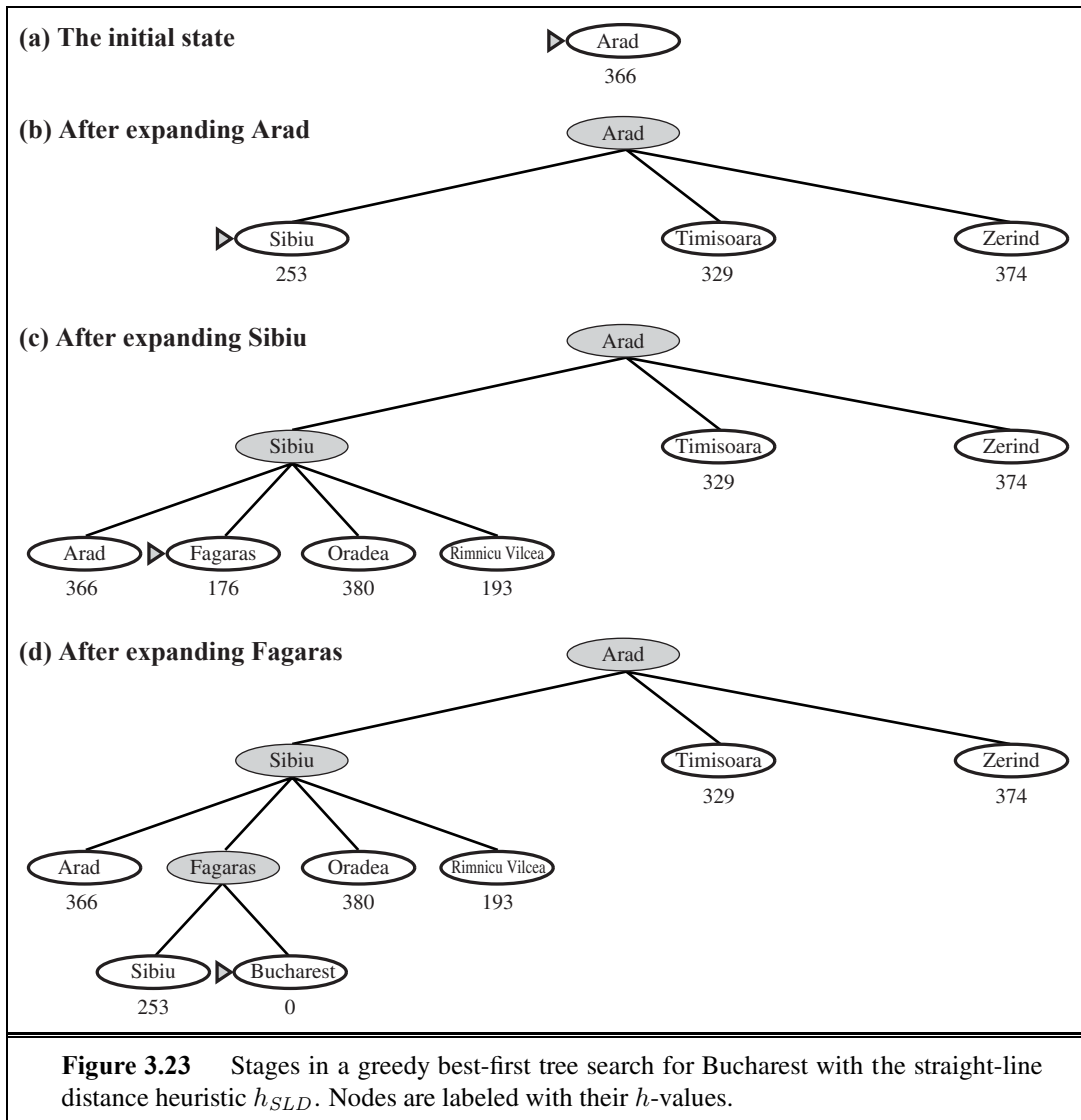 (a) The initial state
Arad
366
(b) After expanding Arad
Arad
Sibiu Timisoara Zerind
253 329 374
(c) After expanding Sibiu
Arad
Sibiu Timisoara Zerind
329 374
Arad Fagaras Oradea Rimnicu Vilcea
366 176 380 193
(d) After expanding Fagaras
Arad
Sibiu Timisoara Zerind
329 374
Arad Fagaras Oradea Rimnicu Vilcea
366 380 193
Sibiu Bucharest
253 0
Figure 3.23 Stages in a greedy best-first tree search for Bucharest with the straight-line
distance heuristic h_{SLD}. Nodes are labeled with their h-values.